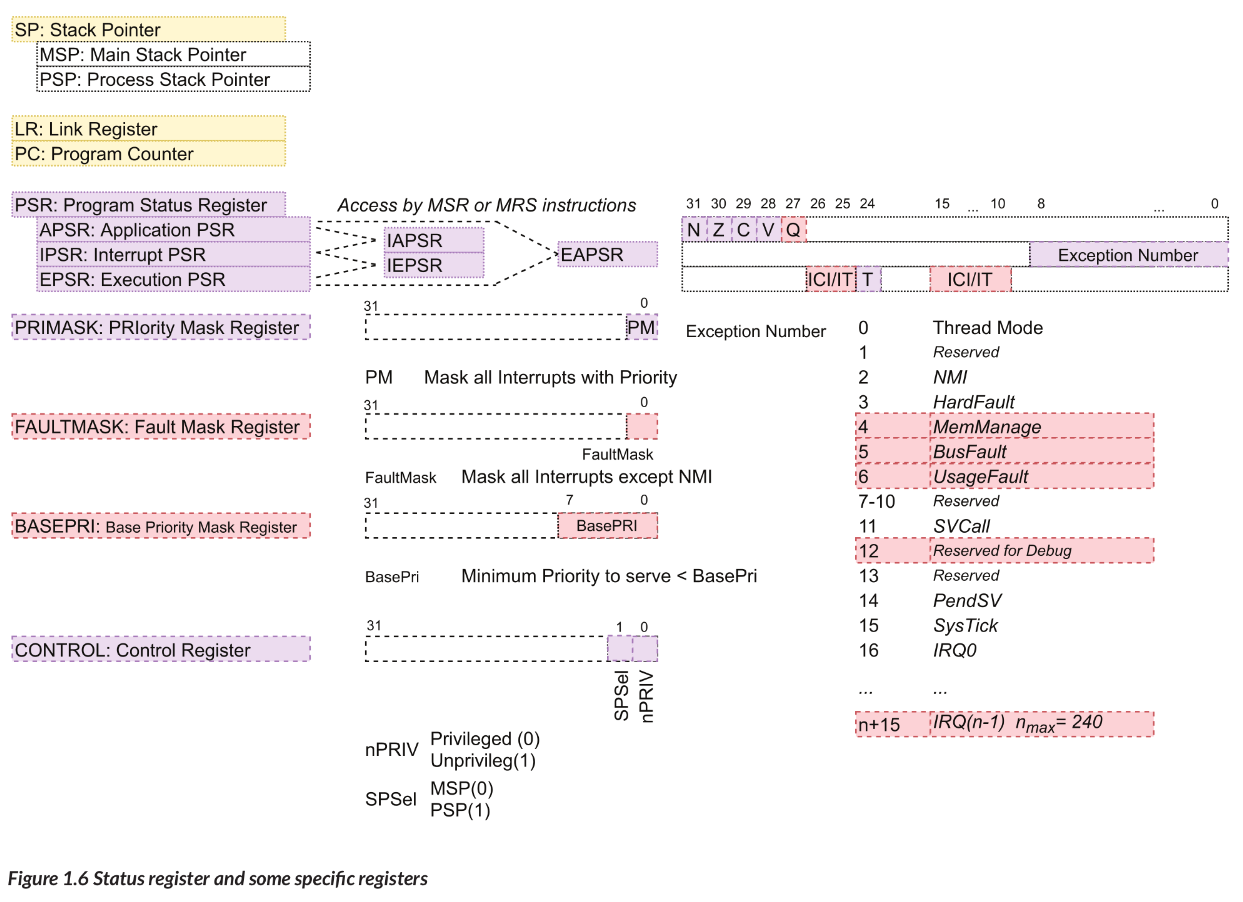 SP: Stack Pointer
MSP: Main Stack Pointer
PSP: Process Stack Pointer
LR: Link Register
PC: Program Counter
PSR: Program Status Register
APSR: Application PSR
IPSR: Interrupt PSR
EPSR: Execution PSR
Access by MSR or MRS instructions
IAPSR
IEPSR
EAPSR
31 30 29 28 27 26 25 24 15 ... 10 8 ... 0
N Z C V Q
Exception Number
ICI/IT T ICI/IT
PRIMASK: PRIority Mask Register
31 0
PM
PM Mask all Interrupts with Priority
FAULTMASK: Fault Mask Register
31 0
FaultMask
FaultMask Mask all Interrupts except NMI
BASEPRI: Base Priority Mask Register
31 7 0
BasePRI
BasePri Minimum Priority to serve < BasePri
CONTROL: Control Register
31 1 0
SPSel
nPRIV
nPRIV Privileged (0)
Unprivileg(1)
SPSel MSP(0)
PSP(1)
Exception Number 0 Thread Mode
1 Reserved
2 NMI
3 HardFault
4 MemManage
5 BusFault
6 UsageFault
7-10 Reserved
11 SVCall
12 Reserved for Debug
13 Reserved
14 PendSV
15 SysTick
16 IRQ0
... ...
n+15 IRQ(n-1) nmax= 240
Figure 1.6 Status register and some specific registers